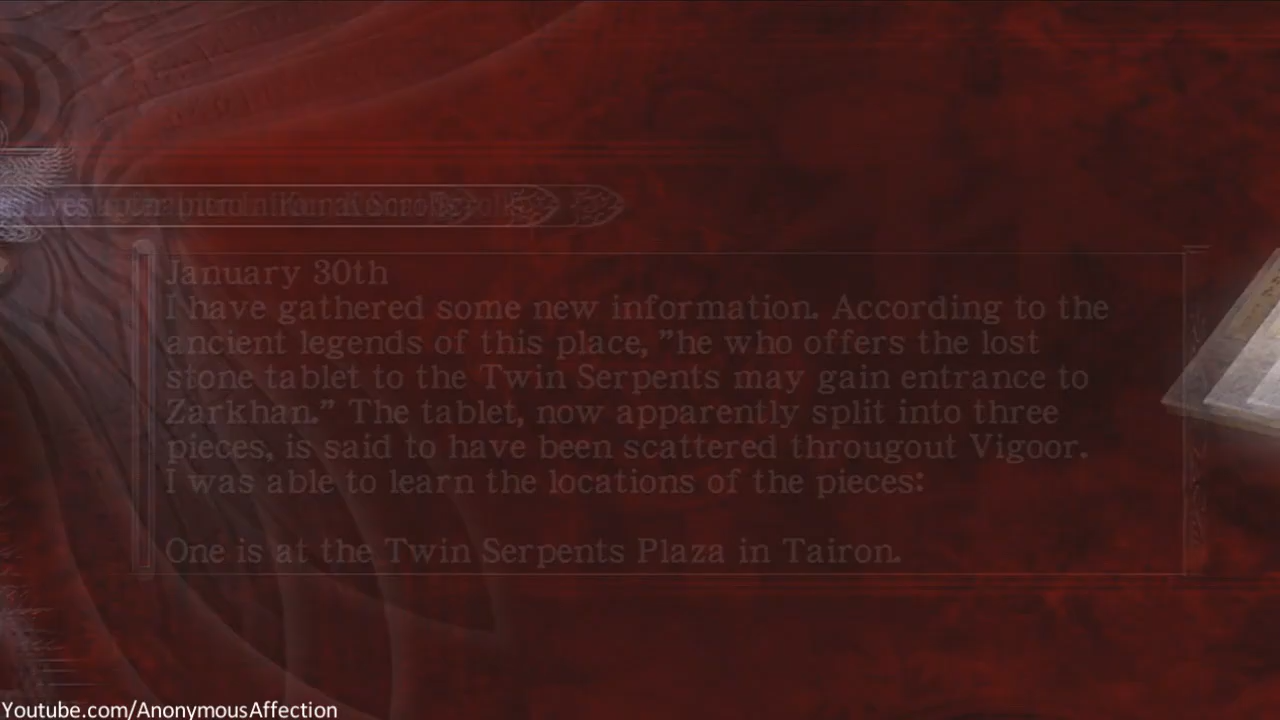 January 30th
I have gathered some new information. According to the
ancient legends of this place, "he who offers the lost
stone tablet to the Twin Serpents may gain entrance to
Zarkhan." The tablet, now apparently split into three
pieces, is said to have been scattered througout Vigoor.
I was able to learn the locations of the pieces:
One is at the Twin Serpents Plaza in Tairon.
Youtube.com/AnonymousAffection